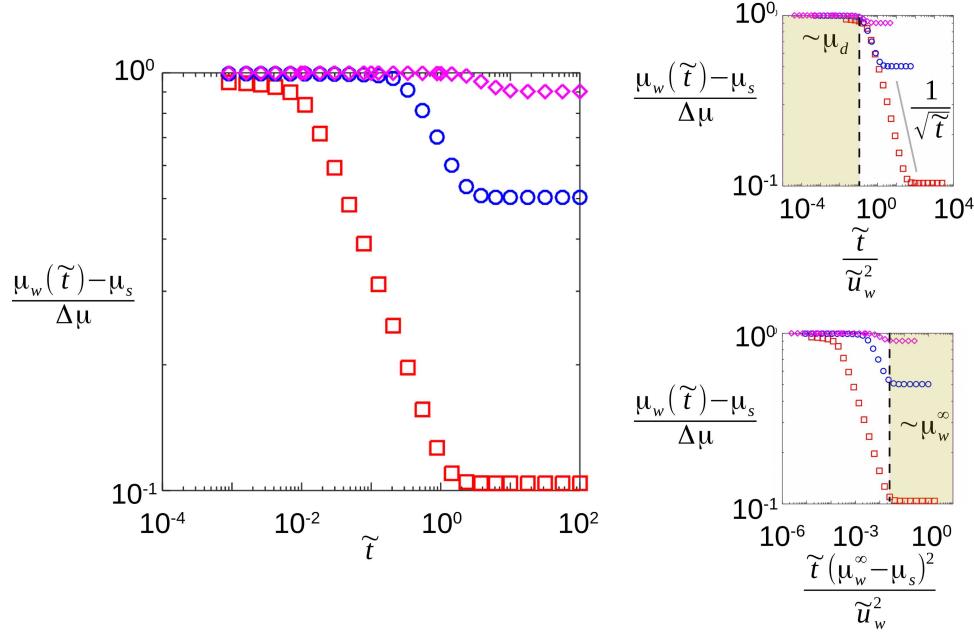 (μ_w(t̃)−μ_s)/Δμ
10^0
10^-1
10^-4 10^-2 10^0 10^2
t̃
(μ_w(t̃)−μ_s)/Δμ
10^0
~μ_d
1/√t̃
10^-1
10^-4 10^0 10^4
t̃/ũ_w^2
(μ_w(t̃)−μ_s)/Δμ
10^0
~μ_w^∞
10^-1
10^-6 10^-3 10^0
t̃(μ_w^∞−μ_s)^2/ũ_w^2